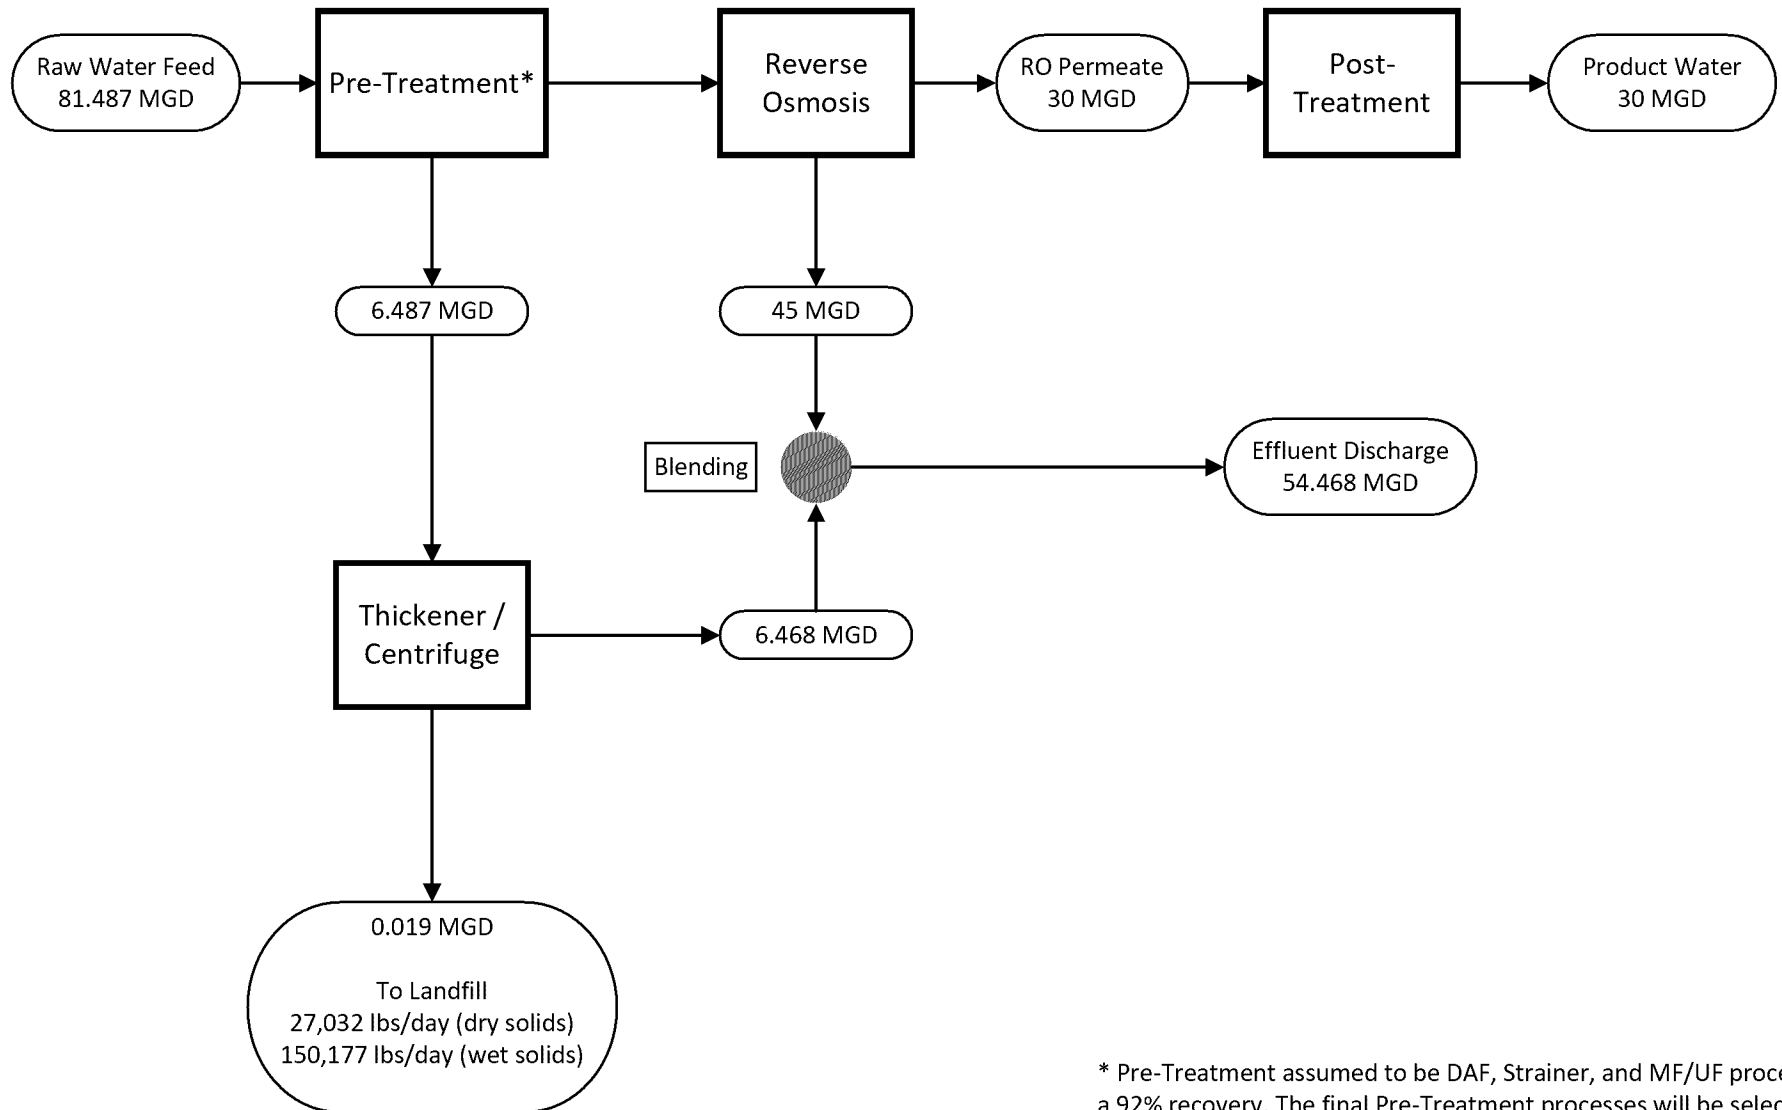 Raw Water Feed
81.487 MGD
Pre-Treatment*
Reverse
Osmosis
RO Permeate
30 MGD
Post-
Treatment
Product Water
30 MGD
6.487 MGD
45 MGD
Blending
Effluent Discharge
54.468 MGD
Thickener /
Centrifuge
6.468 MGD
0.019 MGD
To Landfill
27,032 lbs/day (dry solids)
150,177 lbs/day (wet solids)
* Pre-Treatment assumed to be DAF, Strainer, and MF/UF
a 92% recovery. The final Pre-Treatment processes will be